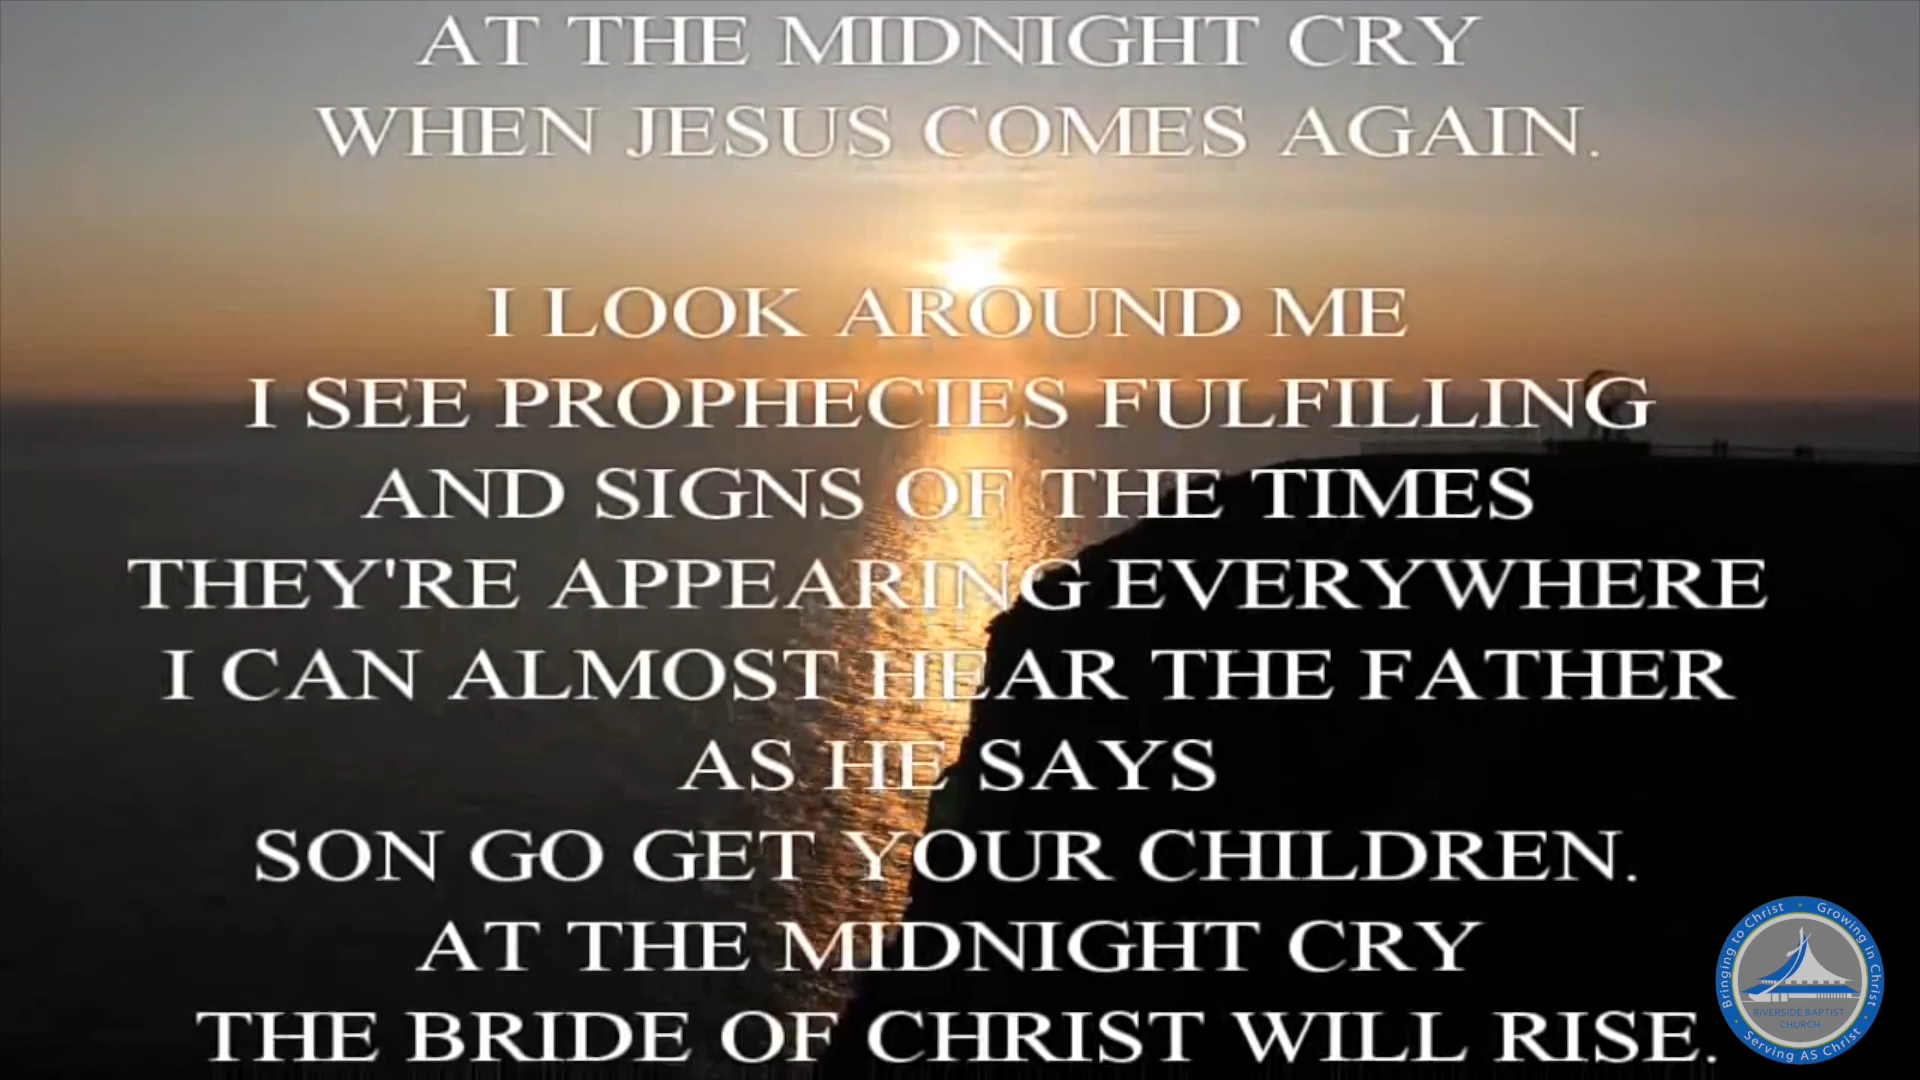 AT THE MIDNIGHT CRY
WHEN JESUS COMES AGAIN.
I LOOK AROUND ME
I SEE PROPHECIES FULFILLING
AND SIGNS OF THE TIMES
THEY'RE APPEARING EVERYWHERE
I CAN ALMOST HEAR THE FATHER
AS HE SAYS
SON GO GET YOUR CHILDREN.
AT THE MIDNIGHT CRY
THE BRIDE OF CHRIST WILL RISE.
Bringing to Christ • Growing in Christ
RIVERSIDE BAPTIST
CHURCH
Serving AS Christ